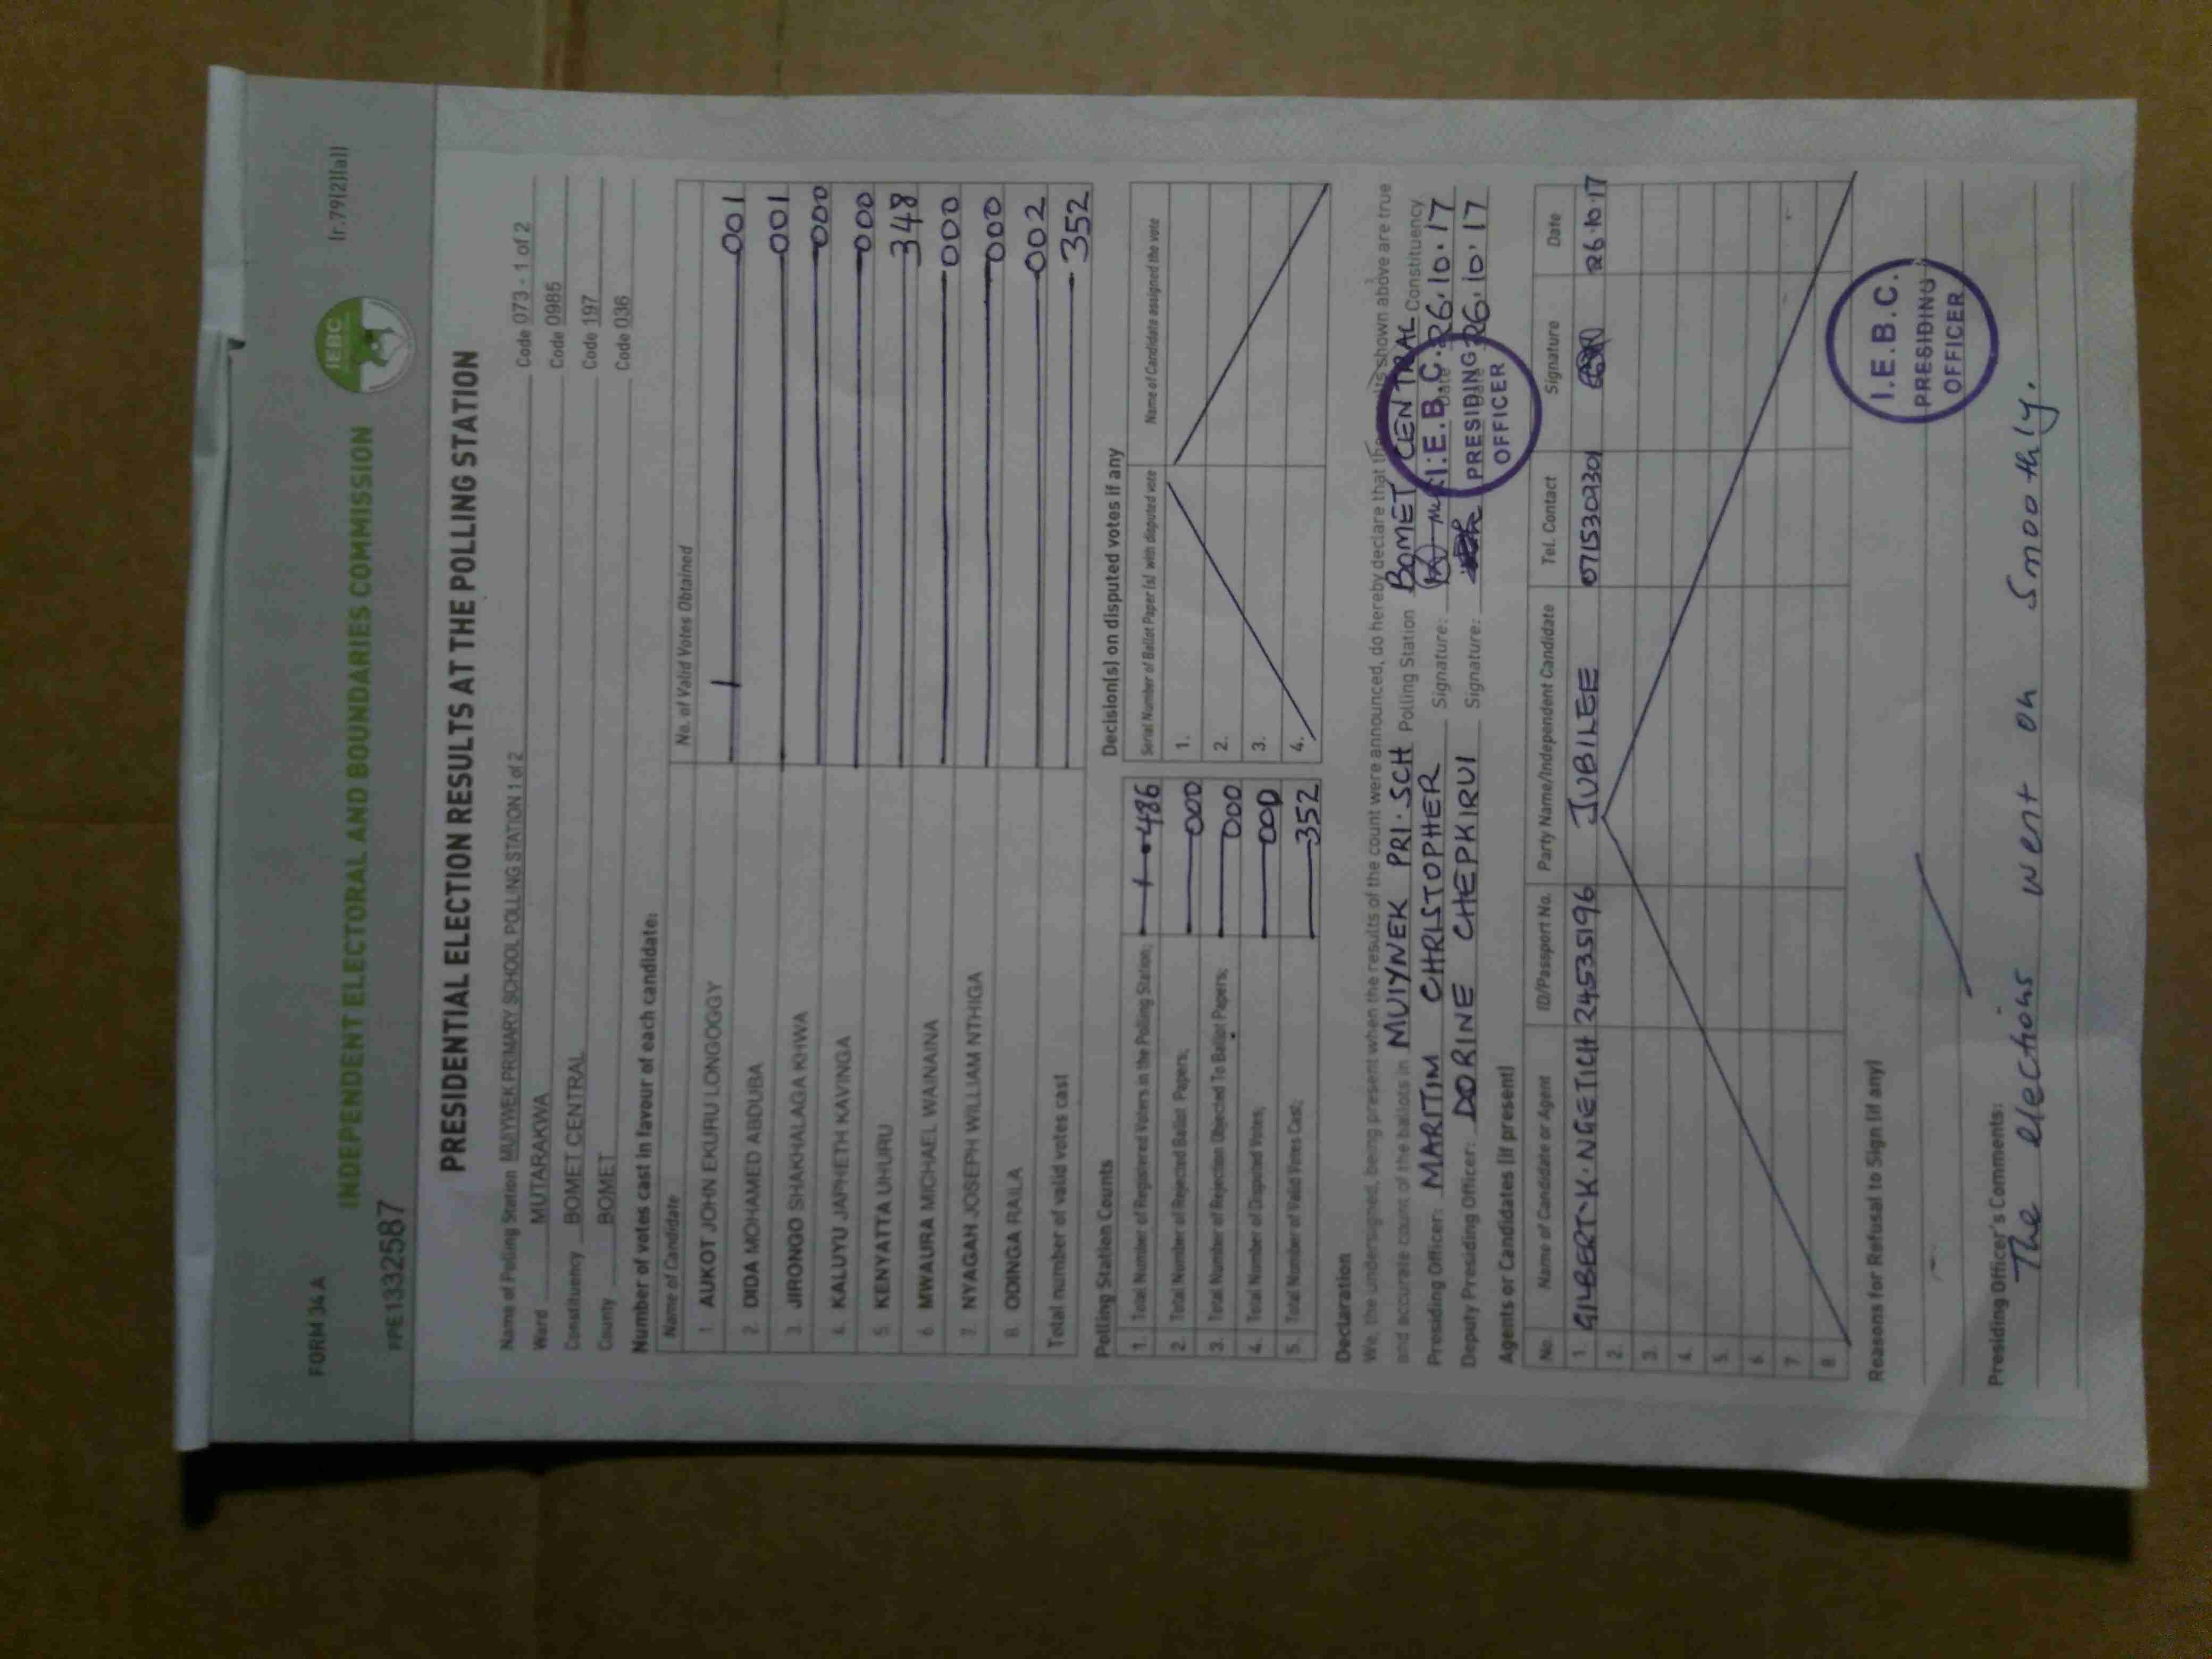 FORM 34 A
(r.79(2)(a))
PPE1332587
IEBC
INDEPENDENT ELECTORAL AND BOUNDARIES COMMISSION
PRESIDENTIAL ELECTION RESULTS AT THE POLLING STATION
Name of Polling Station MUIYWEK PRIMARY SCHOOL POLLING STATION 1 of 2 Code 073 - 1 of 2
Ward MUTARAKWA Code 0985
Constituency BOMET CENTRAL Code 197
County BOMET Code 036
Number of votes cast in favour of each candidate:
Name of Candidate No. of Valid Votes Obtained
1. AUKOT JOHN EKURU LONGOGGY 001
2. DIDA MOHAMED ABDUBA 001
3. JIRONGO SHAKHALAGA KHWA 000
4. KALUYU JAPHETH KAVINGA 000
5. KENYATTA UHURU 348
6. MWAURA MICHAEL WAINAINA 000
7. NYAGAH JOSEPH WILLIAM NTHIGA 000
8. ODINGA RAILA 002
Total number of valid votes cast 352
Polling Station Counts
1. Total Number of Registered Voters in the Polling Station; 486
2. Total Number of Rejected Ballot Papers; 000
3. Total Number of Rejection Objected To Ballot Papers; 000
4. Total Number of Disputed Votes; 000
5. Total Number of Valid Votes Cast; 352
Decision(s) on disputed votes if any
Serial Number of Ballot Paper (s) with disputed vote Name of Candidate assigned the vote
1.
2.
3.
4.
Declaration
We, the undersigned, being present when the results of the count were announced, do hereby declare that the results shown above are true
and accurate count of the ballots in MUIYNEK PRI. SCH Polling Station BOMET CENTRAL Constituency
Presiding Officer: MARITIM CHRISTOPHER Signature: Date 26.10.17
Deputy Presiding Officer: DORINE CHEPKIRUI Signature: Date 26.10.17
I.E.B.C.
PRESIDING
OFFICER
Agents or Candidates (if present)
No. Name of Candidate or Agent ID/Passport No. Party Name/Independent Candidate Tel. Contact Signature Date
1. GILBERT K. NGETICH 24535196 JUBILEE 0715309301 26.10.17
2.
3.
4.
5.
6.
7.
8.
Reasons for Refusal to Sign (if any)
I.E.B.C.
PRESIDING
OFFICER
Presiding Officer's Comments:
The elections went on smoothly.